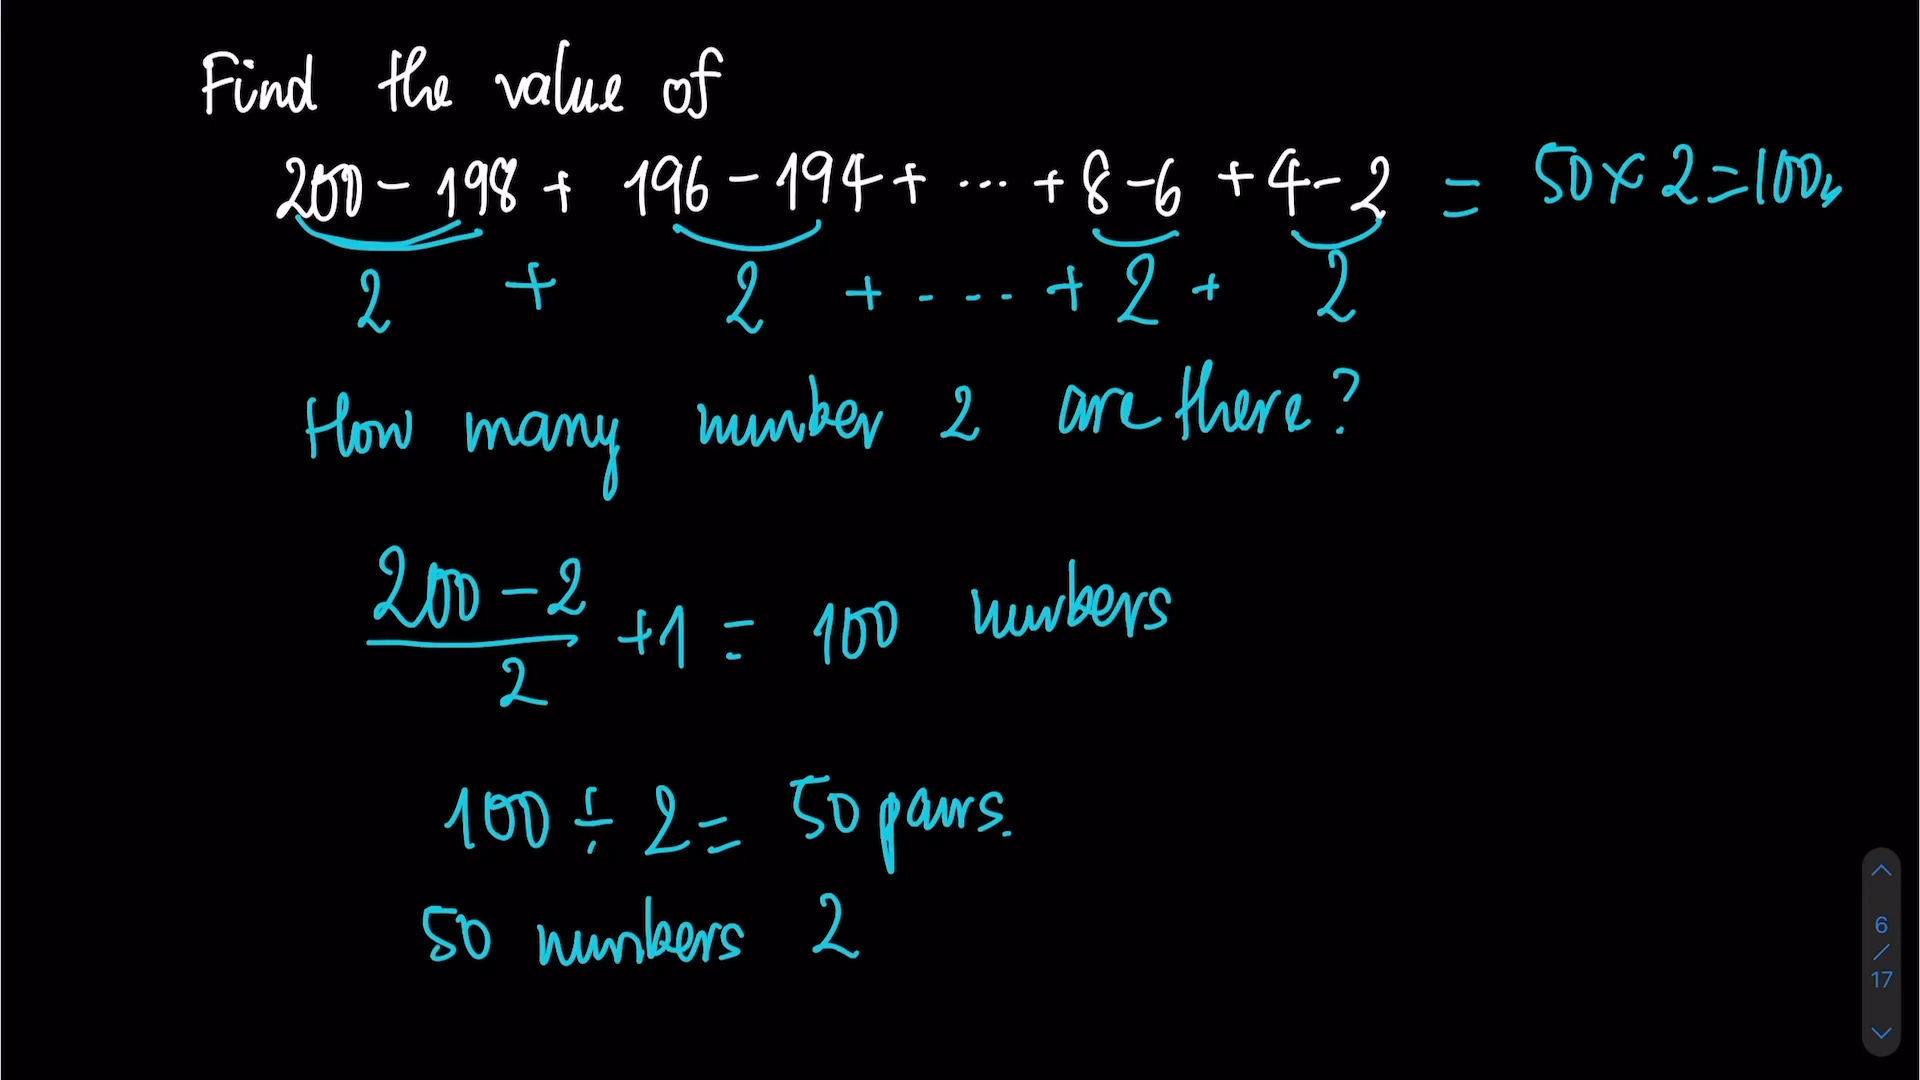 Find the value of
200 - 198 + 196 - 194 + ... + 8 - 6 + 4 - 2 = 50 × 2 = 100
2 + 2 + - - - - + 2 + 2
How many number 2 are there?
200 - 2
+ 1 = 100 numbers
2
100 ÷ 2 = 50 pairs.
50 numbers 2
6
/
17